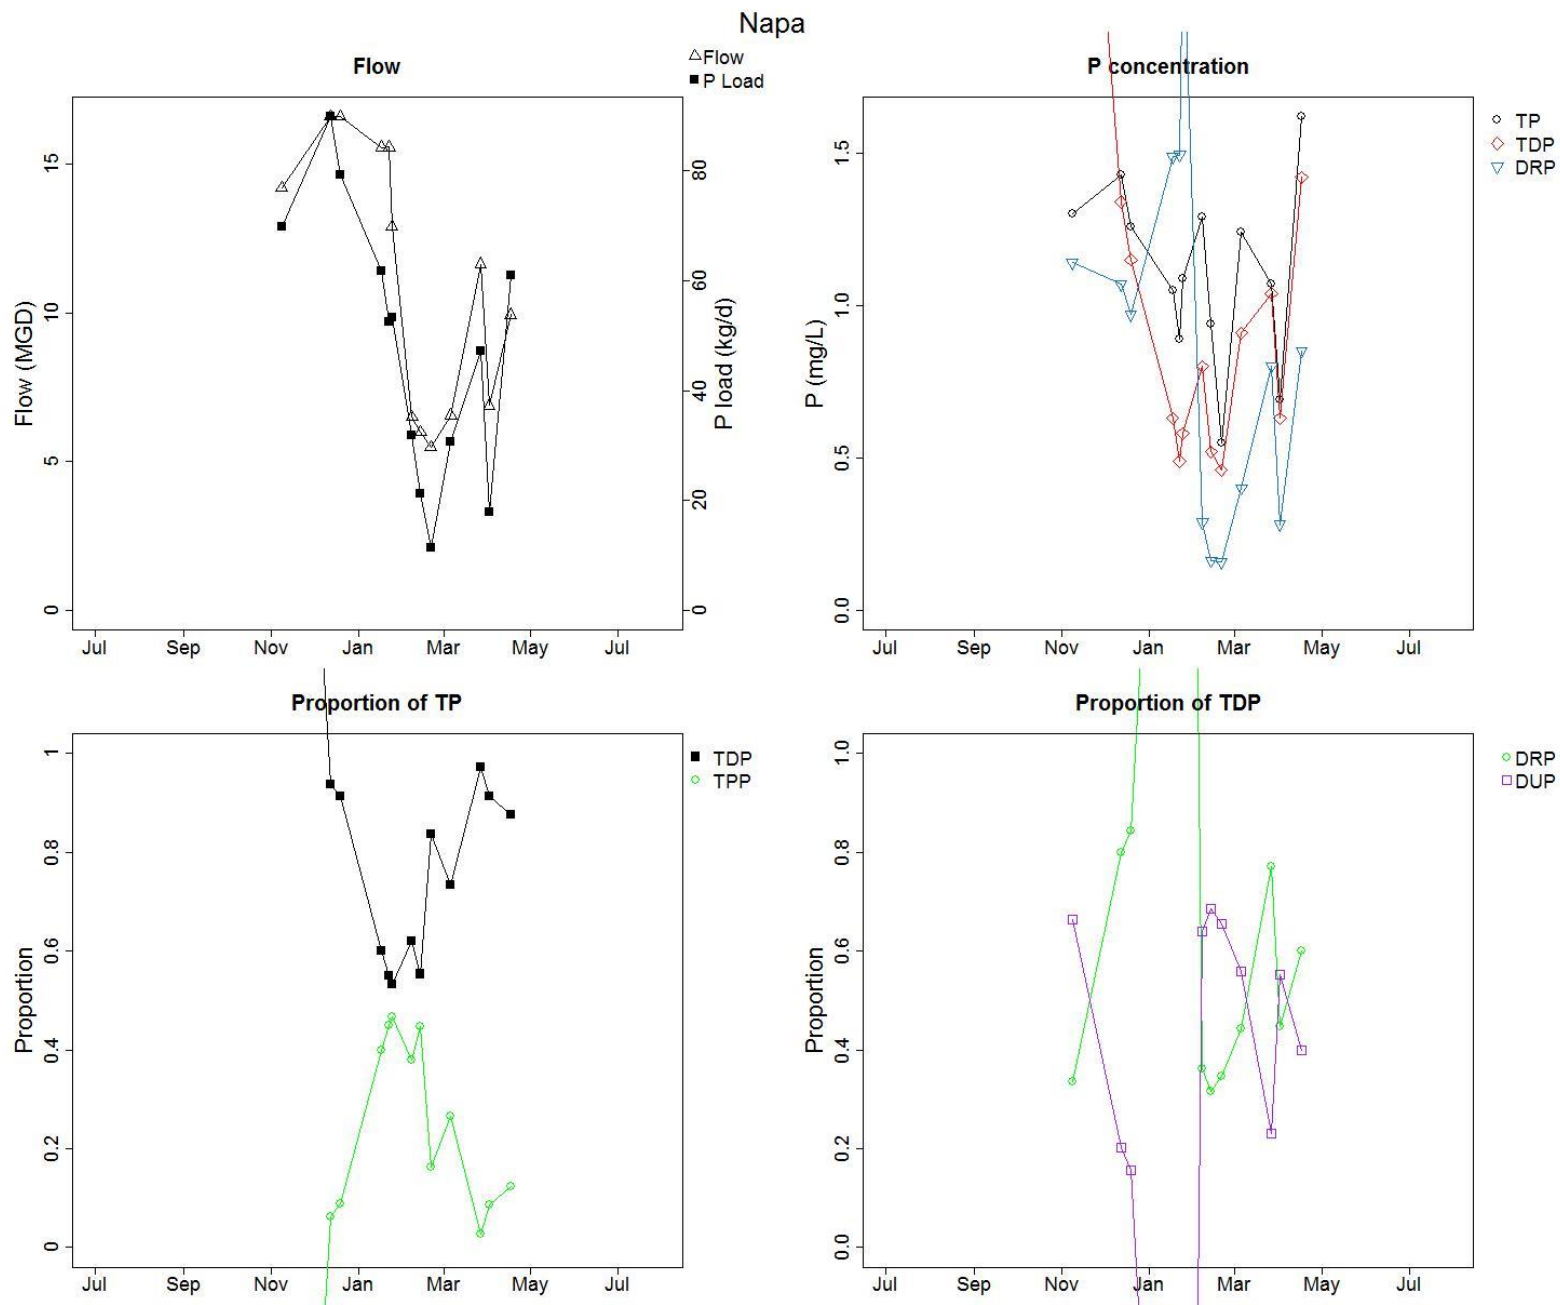 Napa
Flow
Flow
P Load
15
10
5
0
Flow (MGD)
80
60
40
20
0
P load (kg/d)
Jul Sep Nov Jan Mar May Jul
P concentration
TP
TDP
DRP
1.5
1.0
0.5
0.0
P (mg/L)
Jul Sep Nov Jan Mar May Jul
Proportion of TP
TDP
TPP
1
0.8
0.6
0.4
0.2
0
Proportion
Jul Sep Nov Jan Mar May Jul
Proportion of TDP
DRP
DUP
1.0
0.8
0.6
0.4
0.2
0.0
Proportion
Jul Sep Nov Jan Mar May Jul